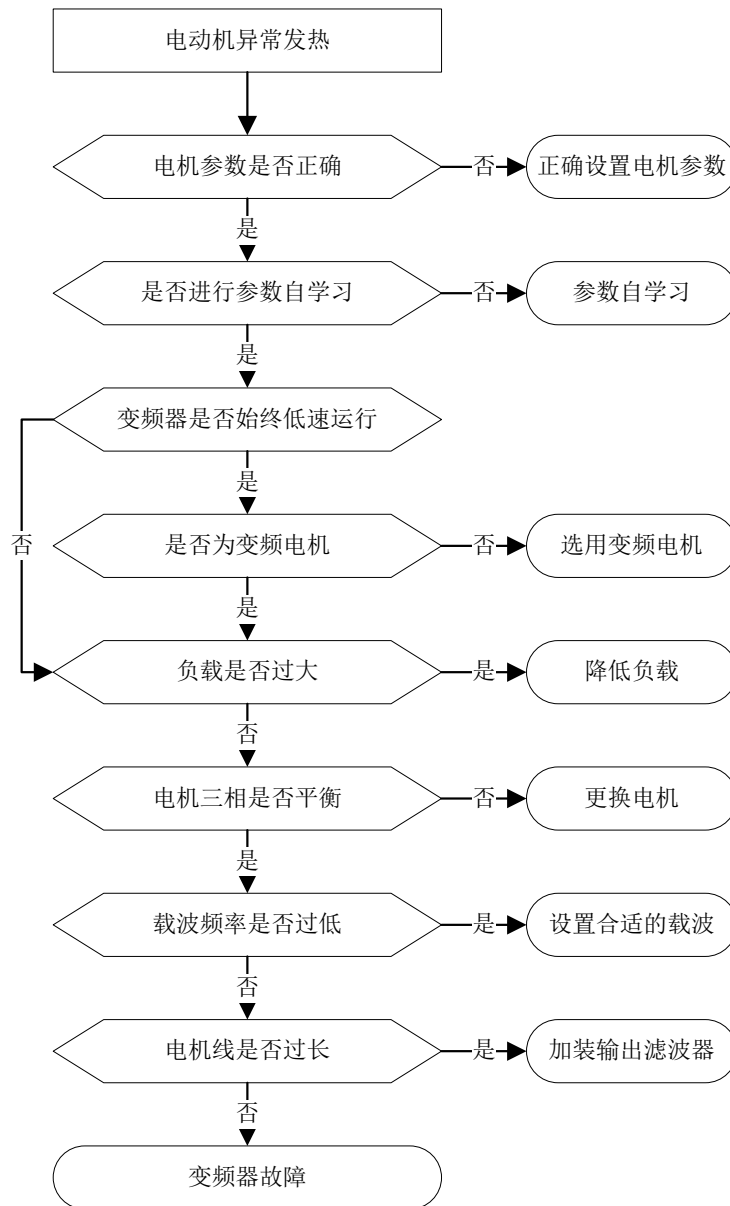 电动机异常发热
电机参数是否正确
否
正确设置电机参数
是
是否进行参数自学习
否
参数自学习
是
变频器是否始终低速运行
是
否
是否为变频电机
否
选用变频电机
是
负载是否过大
是
降低负载
否
电机三相是否平衡
否
更换电机
是
载波频率是否过低
是
设置合适的载波
否
电机线是否过长
是
加装输出滤波器
否
变频器故障